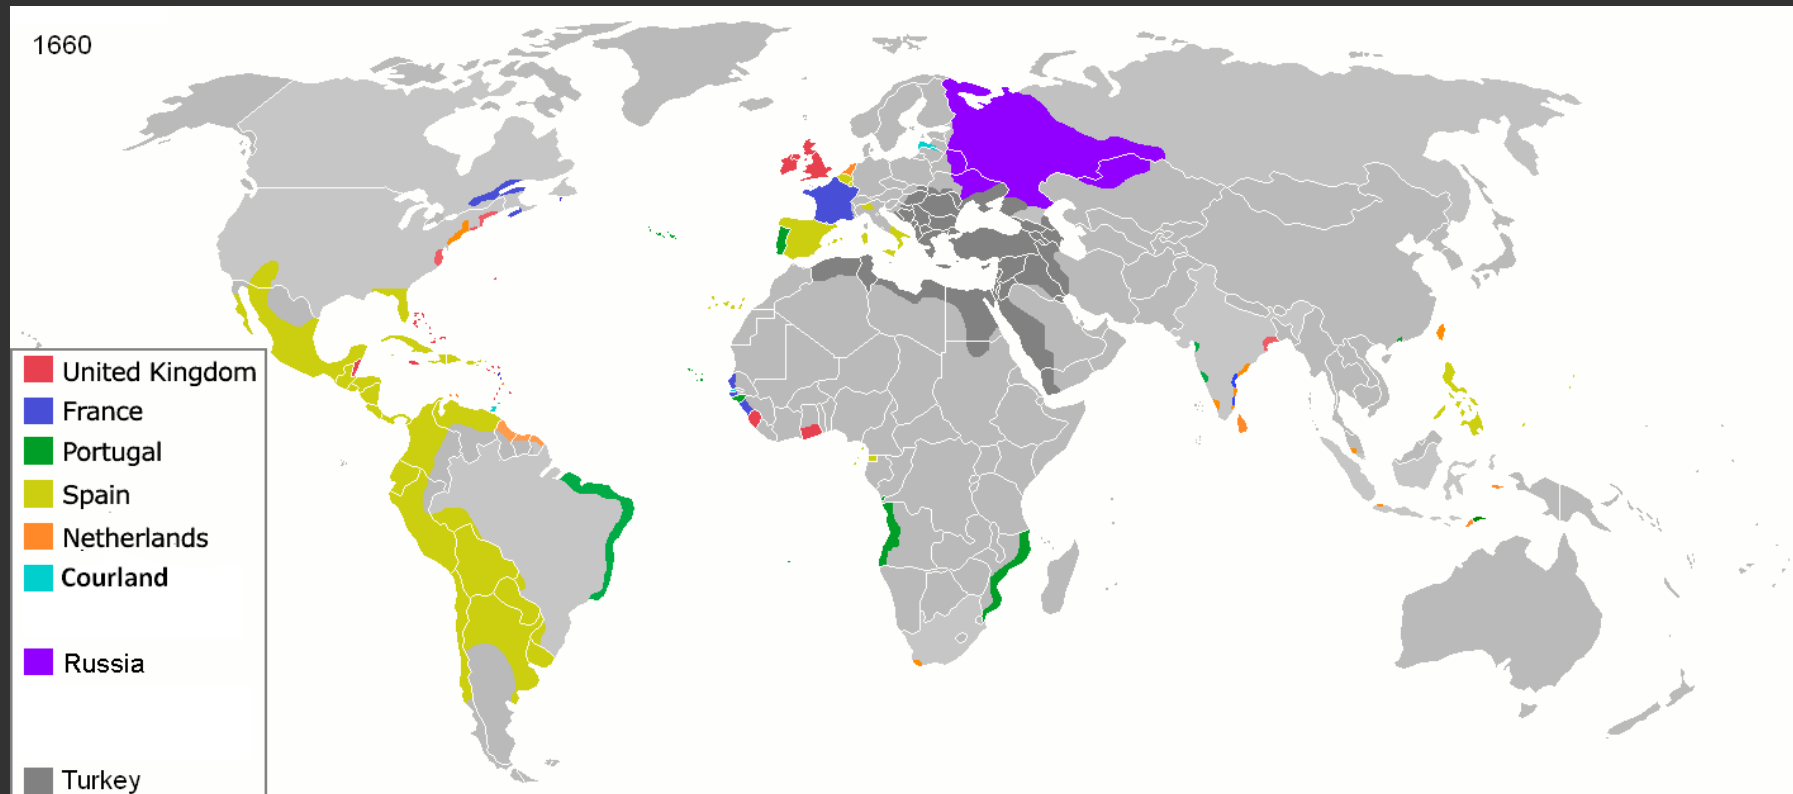 1660
United Kingdom
France
Portugal
Spain
Netherlands
Courland
Russia
Turkey